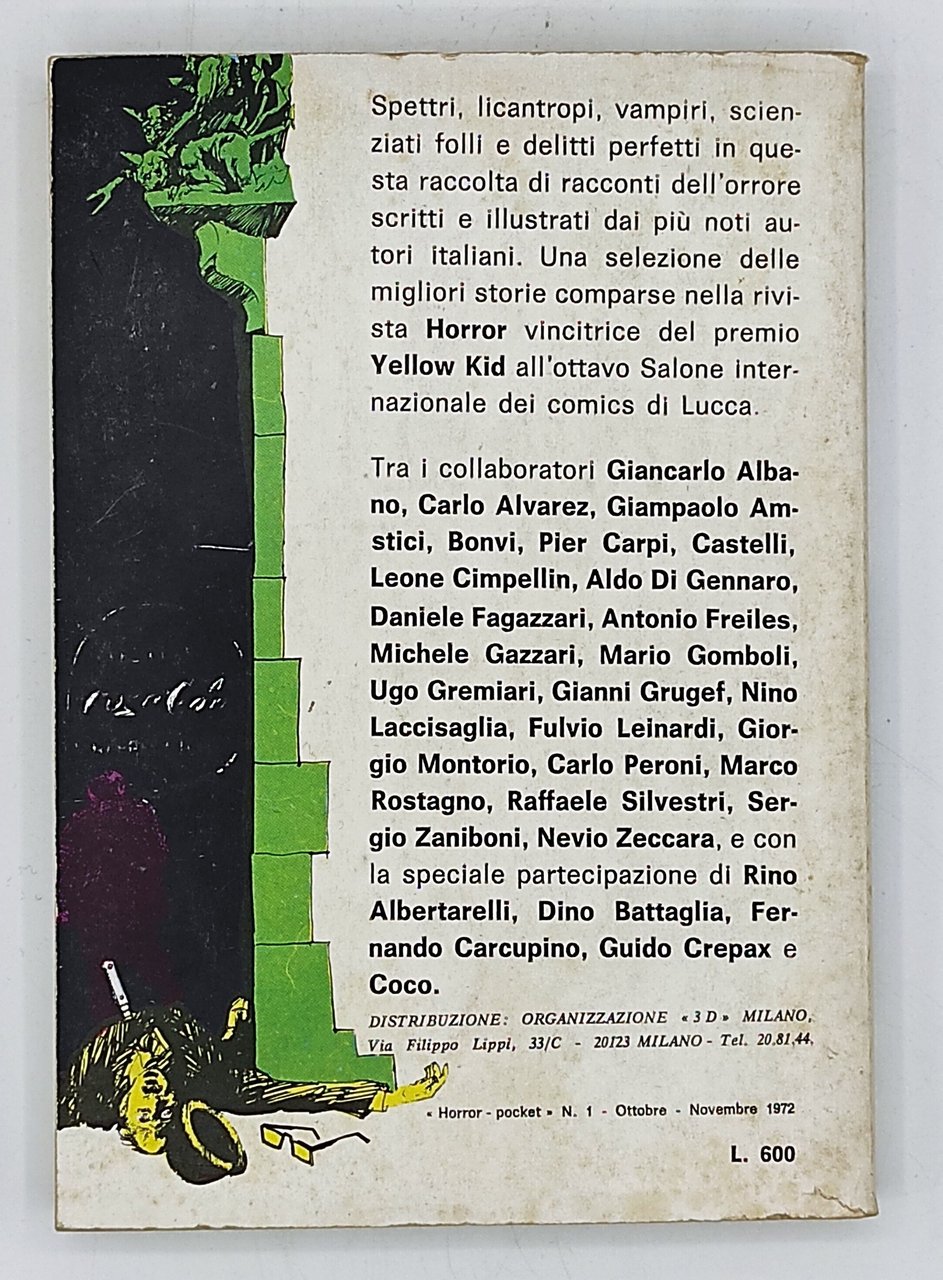 Spettri, licantropi, vampiri, scien-
ziati folli e delitti perfetti in que-
sta raccolta di racconti dell'orrore
scritti e illustrati dai più noti au-
tori italiani. Una selezione delle
migliori storie comparse nella rivi-
sta Horror vincitrice del premio
Yellow Kid all'ottavo Salone inter-
nazionale dei comics di Lucca.
Tra i collaboratori Giancarlo Alba-
no, Carlo Alvarez, Giampaolo Am-
stici, Bonvi, Pier Carpi, Castelli,
Leone Cimpellin, Aldo Di Gennaro,
Daniele Fagazzari, Antonio Freiles,
Michele Gazzari, Mario Gomboli,
Ugo Gremiari, Gianni Grugef, Nino
Laccisaglia, Fulvio Leinardi, Gior-
gio Montorio, Carlo Peroni, Marco
Rostagno, Raffaele Silvestri, Ser-
gio Zaniboni, Nevio Zeccara, e con
la speciale partecipazione di Rino
Albertarelli, Dino Battaglia, Fer-
nando Carcupino, Guido Crepax e
Coco.
DISTRIBUZIONE: ORGANIZZAZIONE «3D» MILANO,
Via Filippo Lippi, 33/C - 20123 MILANO - Tel. 20.81.44.
« Horror - pocket » N. 1 - Ottobre - Novembre 1972
L. 600